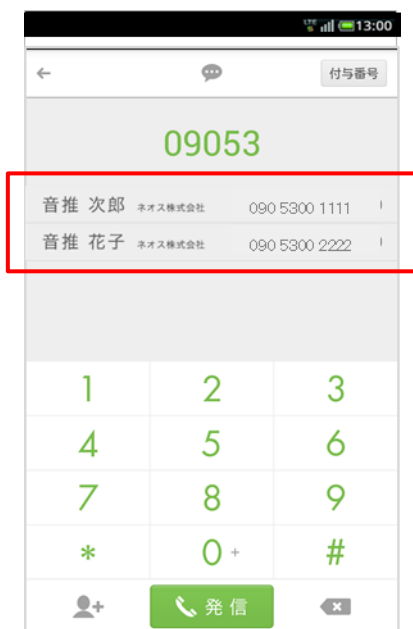 LTE 13:00
付与番号
09053
音推 次郎 ネオス株式会社 090 5300 1111
音推 花子 ネオス株式会社 090 5300 2222
1 2 3
4 5 6
7 8 9
* 0 + #
発信